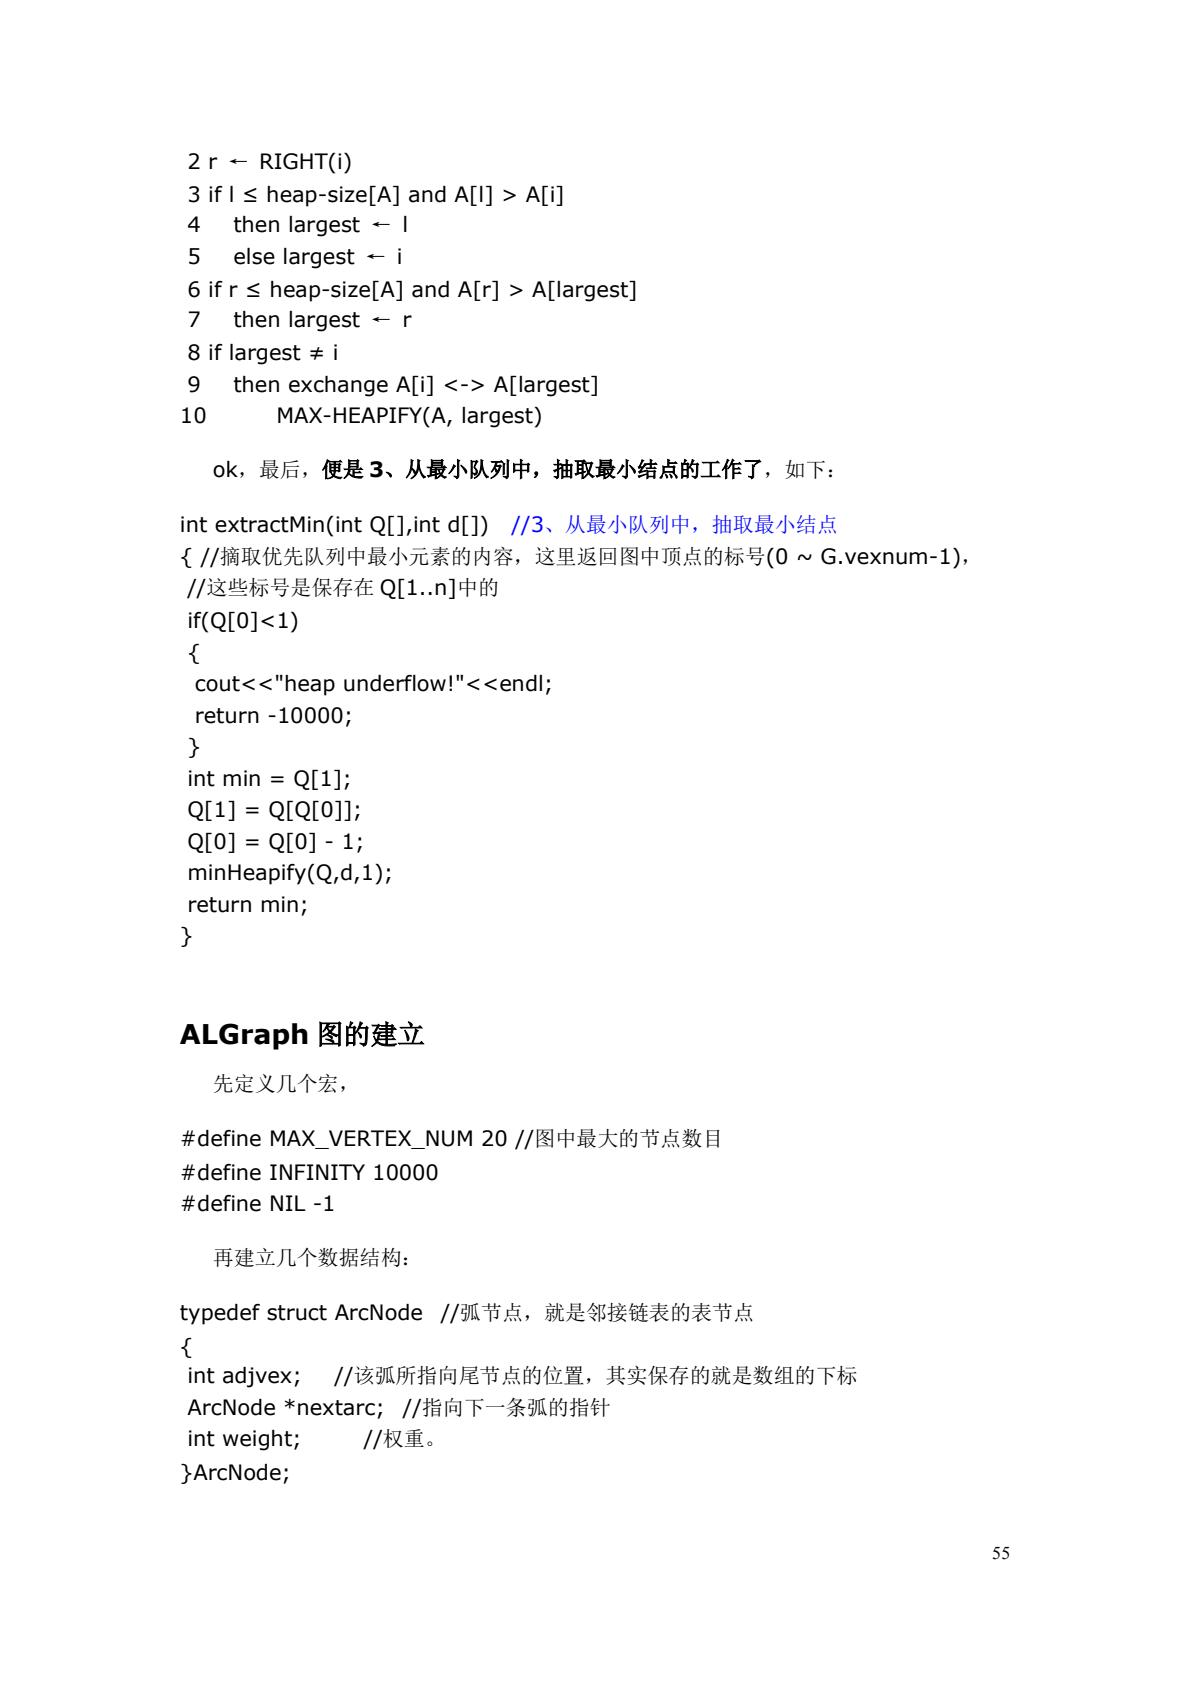 2 r ← RIGHT(i)
3 if l ≤ heap-size[A] and A[l] > A[i]
4 then largest ← l
5 else largest ← i
6 if r ≤ heap-size[A] and A[r] > A[largest]
7 then largest ← r
8 if largest ≠ i
9 then exchange A[i] <-> A[largest]
10 MAX-HEAPIFY(A, largest)
ok，最后，便是 3、从最小队列中，抽取最小结点的工作了，如下：
int extractMin(int Q[],int d[]) //3、从最小队列中，抽取最小结点
{ //摘取优先队列中最小元素的内容，这里返回图中顶点的标号(0 ~ G.vexnum-1)，
//这些标号是保存在 Q[1..n]中的
if(Q[0]<1)
{
cout<<"heap underflow!"<<endl;
return -10000;
}
int min = Q[1];
Q[1] = Q[Q[0]];
Q[0] = Q[0] - 1;
minHeapify(Q,d,1);
return min;
}
ALGraph 图的建立
先定义几个宏，
#define MAX_VERTEX_NUM 20 //图中最大的节点数目
#define INFINITY 10000
#define NIL -1
再建立几个数据结构：
typedef struct ArcNode //弧节点，就是邻接链表的表节点
{
int adjvex; //该弧所指向尾节点的位置，其实保存的就是数组的下标
ArcNode *nextarc; //指向下一条弧的指针
int weight; //权重。
}ArcNode;
55